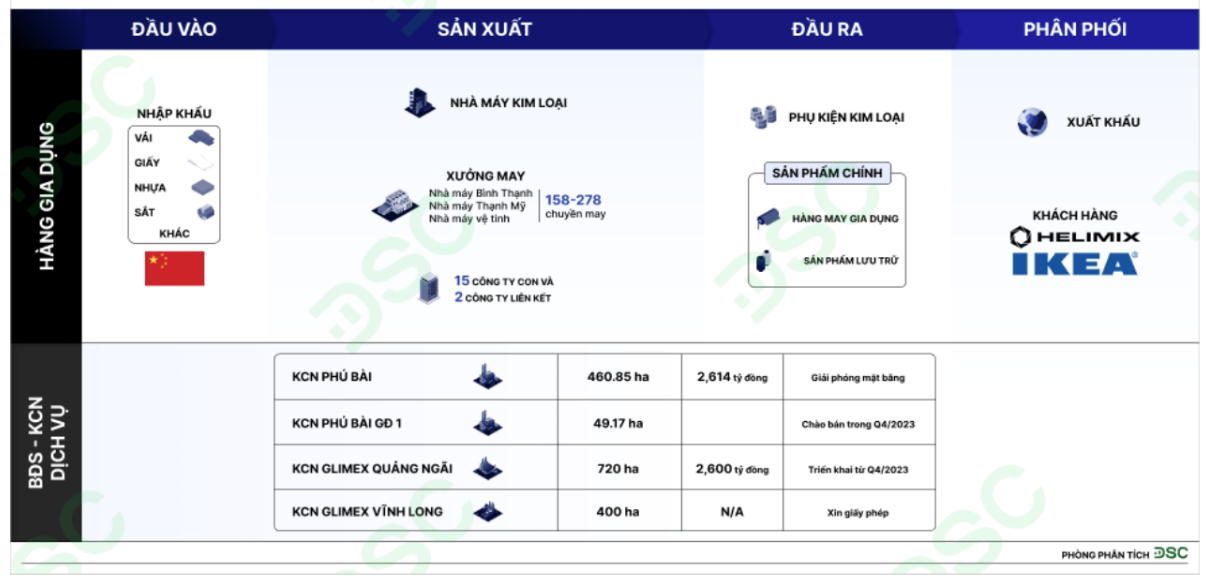 ĐẦU VÀO
SẢN XUẤT
ĐẦU RA
PHÂN PHỐI
HÀNG GIA DỤNG
NHẬP KHẨU
VẢI
GIẤY
NHỰA
SẮT
KHÁC
NHÀ MÁY KIM LOẠI
XƯỞNG MAY
Nhà máy Bình Thạnh
Nhà máy Thạnh Mỹ
Nhà máy vệ tinh
158-278
chuyền may
15 CÔNG TY CON VÀ
2 CÔNG TY LIÊN KẾT
PHỤ KIỆN KIM LOẠI
SẢN PHẨM CHÍNH
HÀNG MAY GIA DỤNG
SẢN PHẨM LƯU TRỮ
XUẤT KHẨU
KHÁCH HÀNG
HELIMIX
IKEA
BĐS - KCN
DỊCH VỤ
KCN PHÚ BÀI 460.85 ha 2,614 tỷ đồng Giải phóng mặt bằng
KCN PHÚ BÀI GĐ 1 49.17 ha Chào bán trong Q4/2023
KCN GLIMEX QUẢNG NGÃI 720 ha 2,600 tỷ đồng Triển khai từ Q4/2023
KCN GLIMEX VĨNH LONG 400 ha N/A Xin giấy phép
PHÒNG PHÂN TÍCH DSC
DSC
DSC
DSC
DSC
DSC
DSC